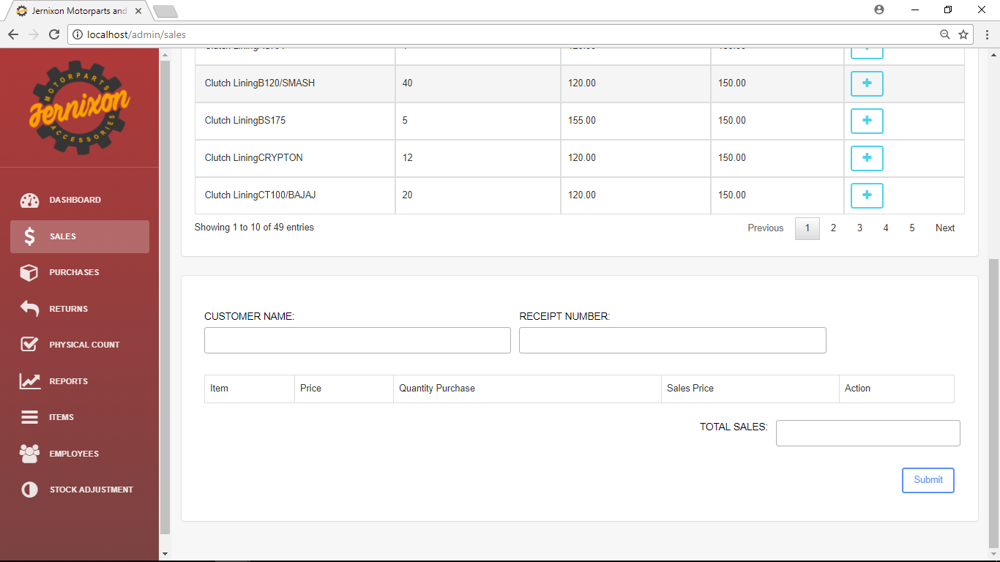 Jernixon Motorparts and
localhost/admin/sales
MOTORPARTS
Jernixon
ACCESSORIES
DASHBOARD
SALES
PURCHASES
RETURNS
PHYSICAL COUNT
REPORTS
ITEMS
EMPLOYEES
STOCK ADJUSTMENT
Clutch LiningB120/SMASH 40 120.00 150.00
Clutch LiningBS175 5 155.00 150.00
Clutch LiningCRYPTON 12 120.00 150.00
Clutch LiningCT100/BAJAJ 20 120.00 150.00
Showing 1 to 10 of 49 entries Previous 1 2 3 4 5 Next
CUSTOMER NAME: RECEIPT NUMBER:
Item Price Quantity Purchase Sales Price Action
TOTAL SALES:
Submit